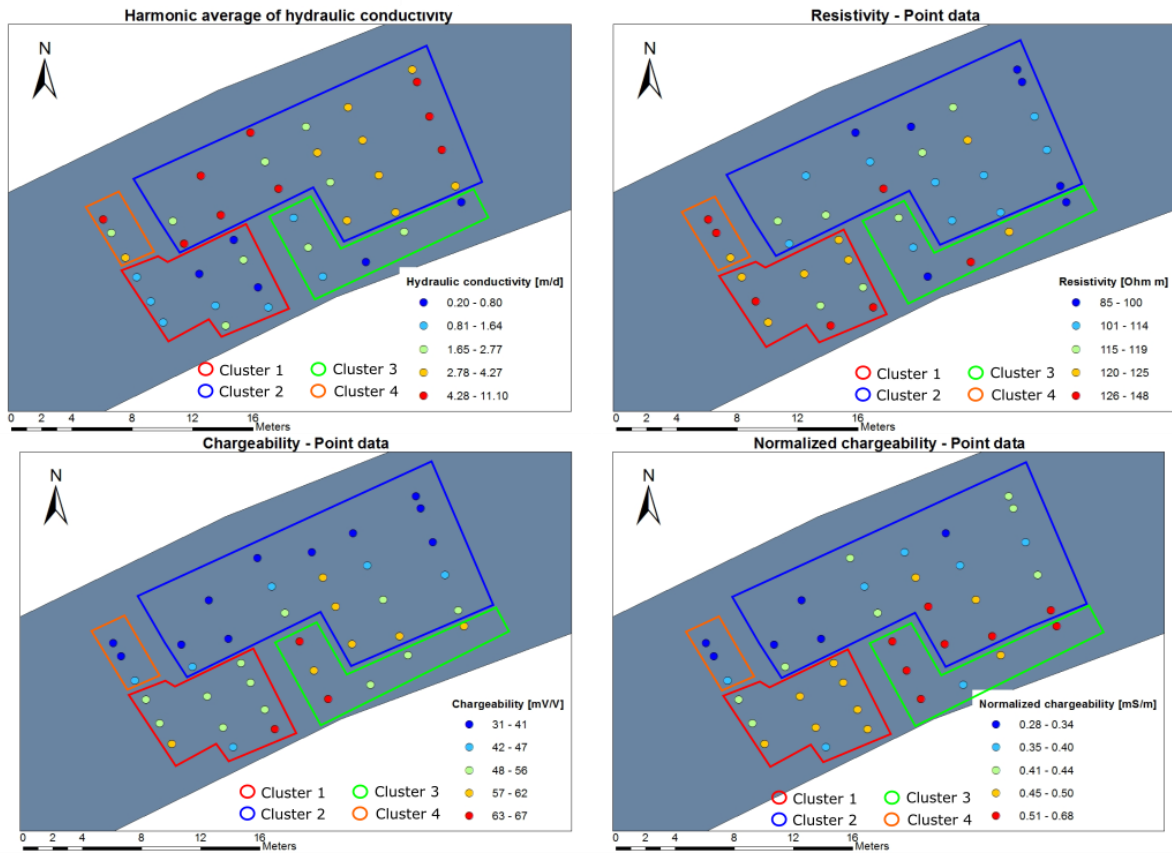 Harmonic average of hydraulic conductivity
N
Hydraulic conductivity [m/d]
0.20 - 0.80
0.81 - 1.64
1.65 - 2.77
2.78 - 4.27
4.28 - 11.10
Cluster 1 Cluster 3
Cluster 2 Cluster 4
0 2 4 8 12 16
Meters
Resistivity - Point data
N
Resistivity [Ohm m]
85 - 100
101 - 114
115 - 119
120 - 125
126 - 148
Cluster 1 Cluster 3
Cluster 2 Cluster 4
0 2 4 8 12 16
Meters
Chargeability - Point data
N
Chargeability [mV/V]
31 - 41
42 - 47
48 - 56
57 - 62
63 - 67
Cluster 1 Cluster 3
Cluster 2 Cluster 4
0 2 4 8 12 16
Meters
Normalized chargeability - Point data
N
Normalized chargeability [mS/m]
0.28 - 0.34
0.35 - 0.40
0.41 - 0.44
0.45 - 0.50
0.51 - 0.68
Cluster 1 Cluster 3
Cluster 2 Cluster 4
0 2 4 8 12 16
Meters